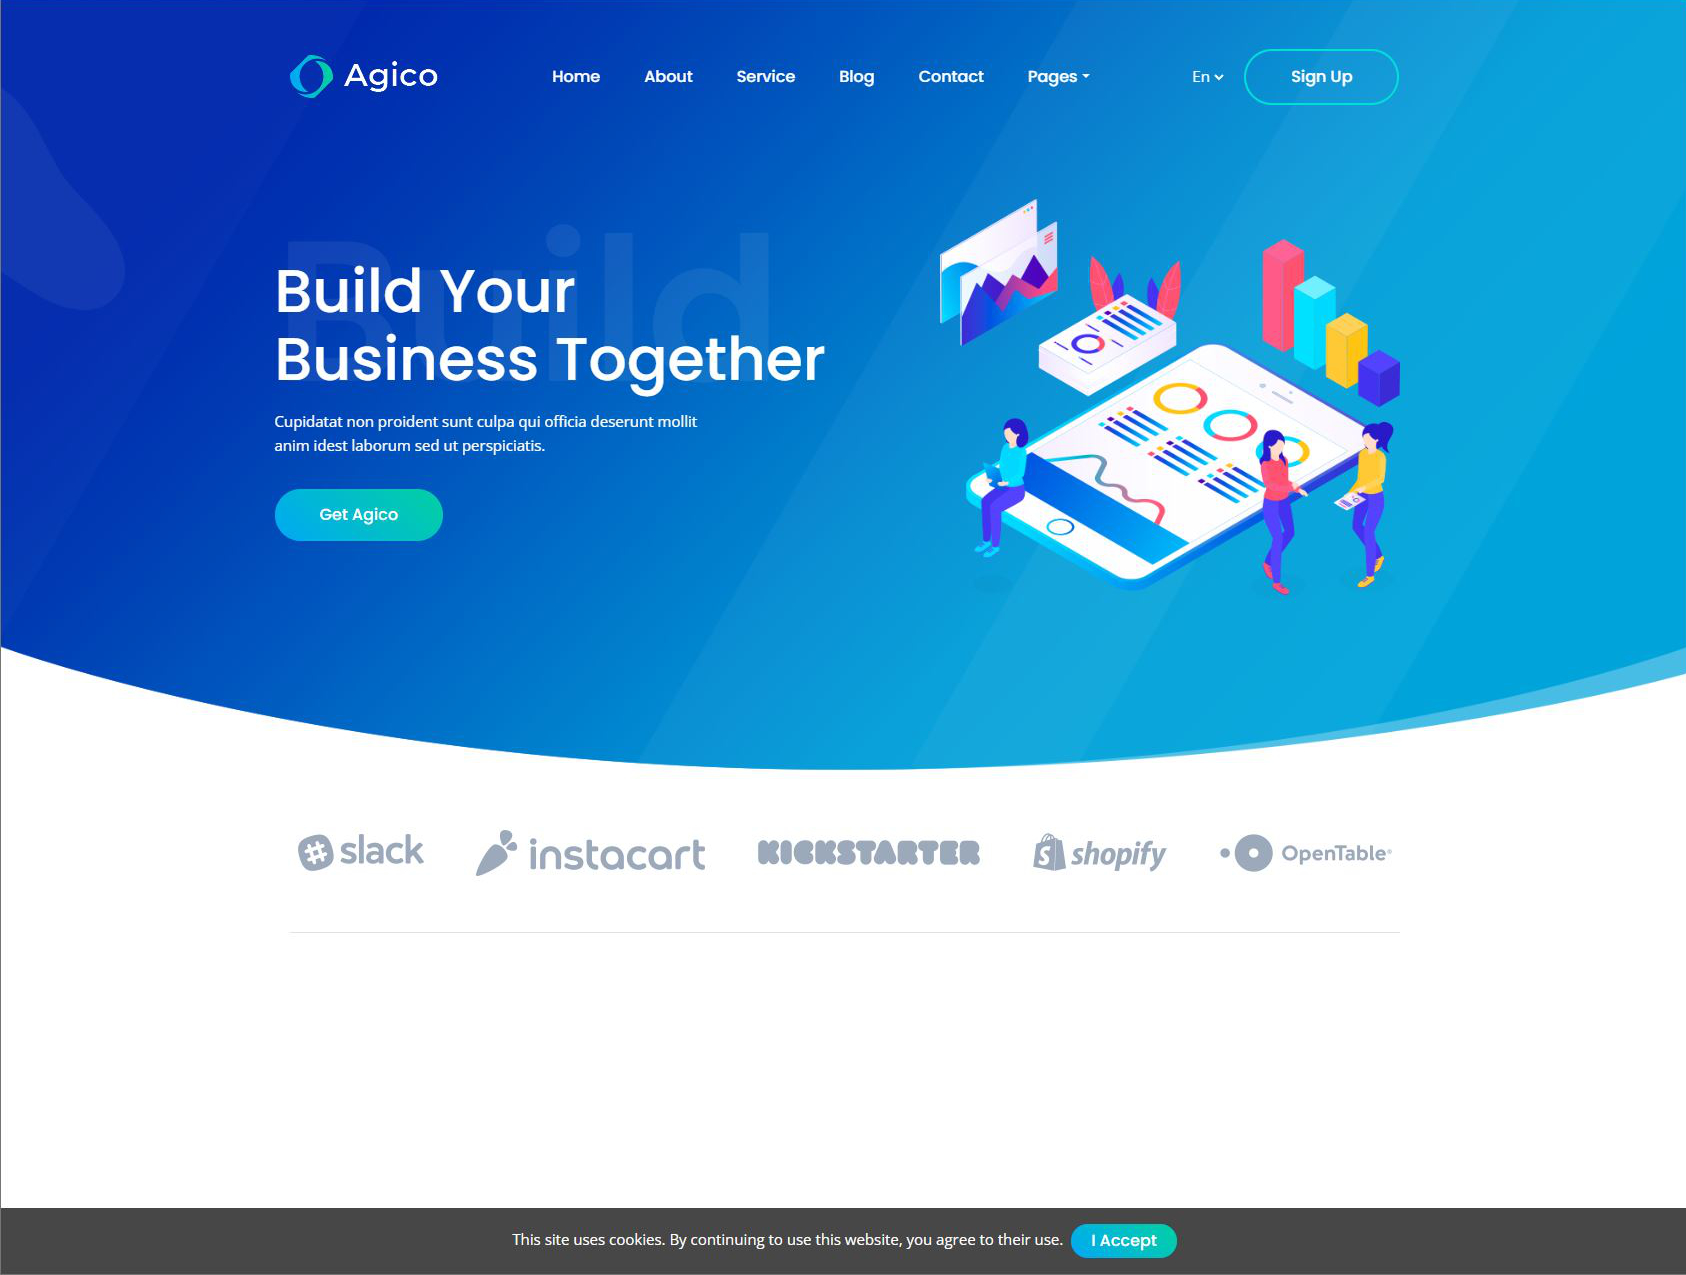 Agico
Home About Service Blog Contact Pages En Sign Up
Build
Build Your
Business Together
Cupidatat non proident sunt culpa qui officia deserunt mollit
anim idest laborum sed ut perspiciatis.
Get Agico
slack instacart KICKSTARTER shopify OpenTable®
This site uses cookies. By continuing to use this website, you agree to their use. I Accept